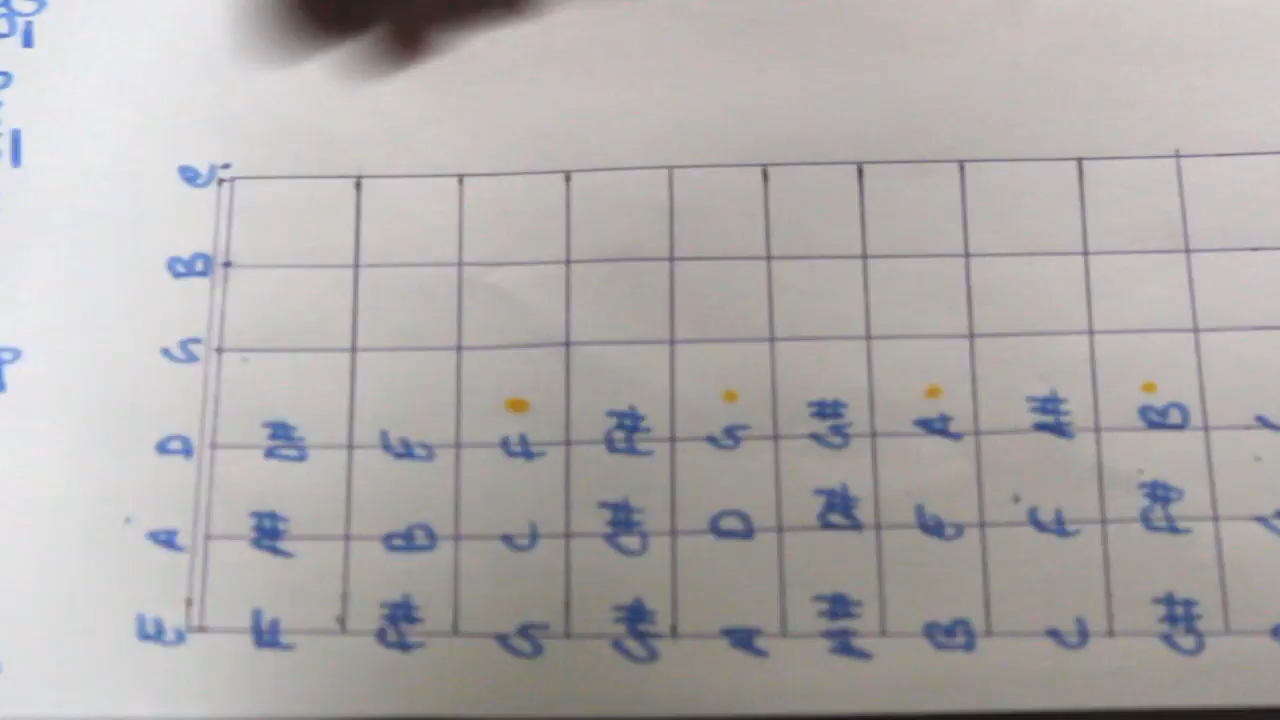 e
B
G
D D# E F F# G G# A A# B
A A# B C C# D D# E F F#
E F F# G G# A A# B C C#